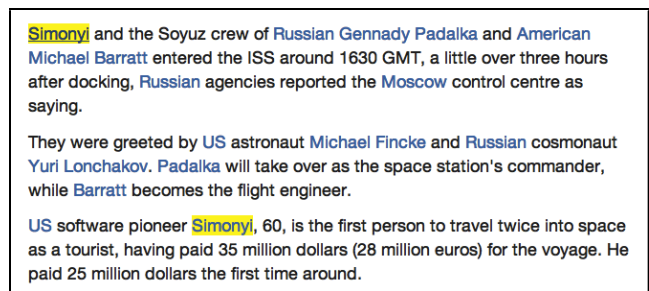 Simonyi and the Soyuz crew of Russian Gennady Padalka and American
Michael Barratt entered the ISS around 1630 GMT, a little over three hours
after docking, Russian agencies reported the Moscow control centre as
saying.
They were greeted by US astronaut Michael Fincke and Russian cosmonaut
Yuri Lonchakov. Padalka will take over as the space station's commander,
while Barratt becomes the flight engineer.
US software pioneer Simonyi, 60, is the first person to travel twice into space
as a tourist, having paid 35 million dollars (28 million euros) for the voyage. He
paid 25 million dollars the first time around.